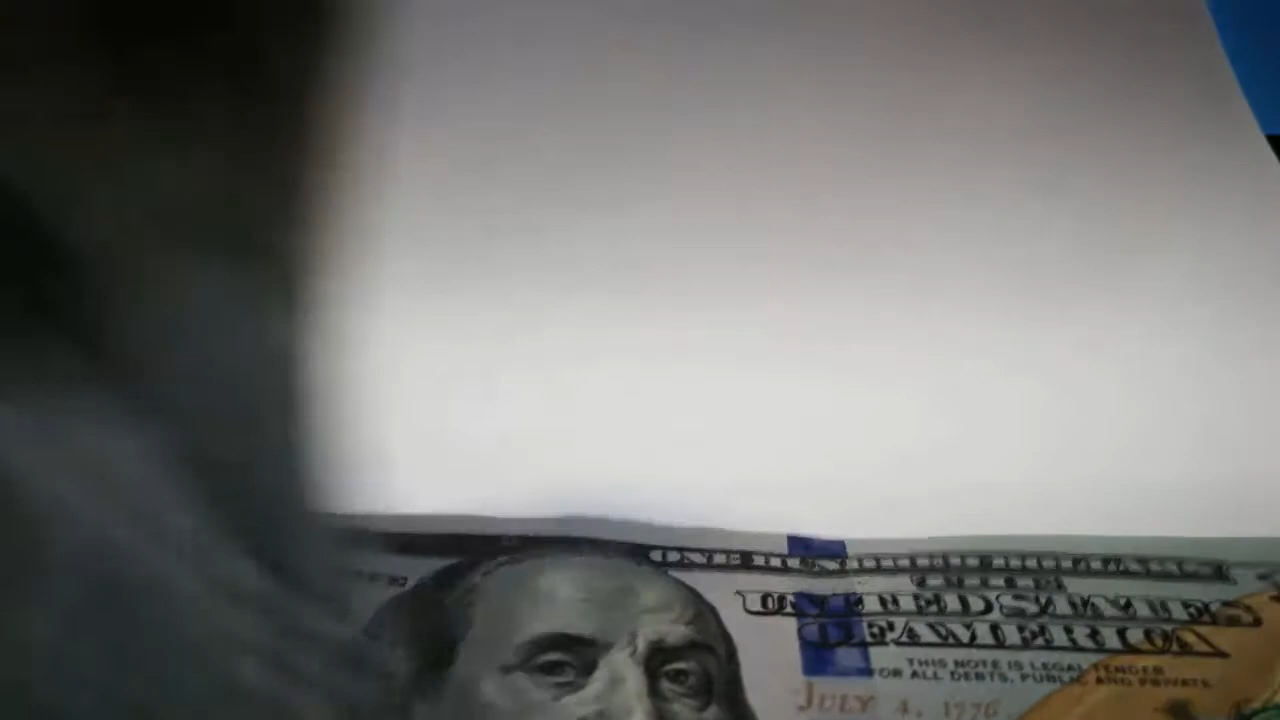 UNITED STATES
OF AMERICA
THIS NOTE IS LEGAL TENDER
FOR ALL DEBTS, PUBLIC AND PRIVATE
JULY 4, 1776